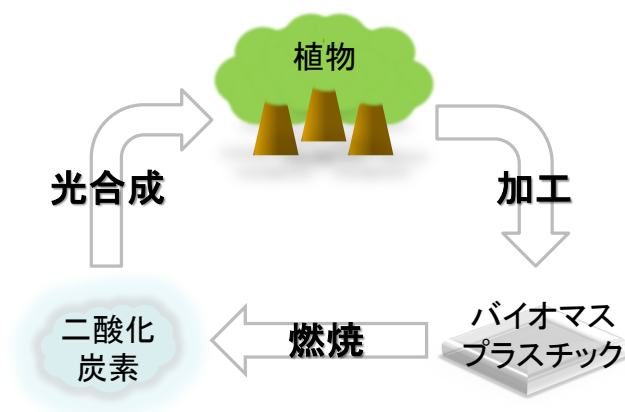 植物
光合成
加工
二酸化
炭素
燃焼
バイオマス
プラスチック